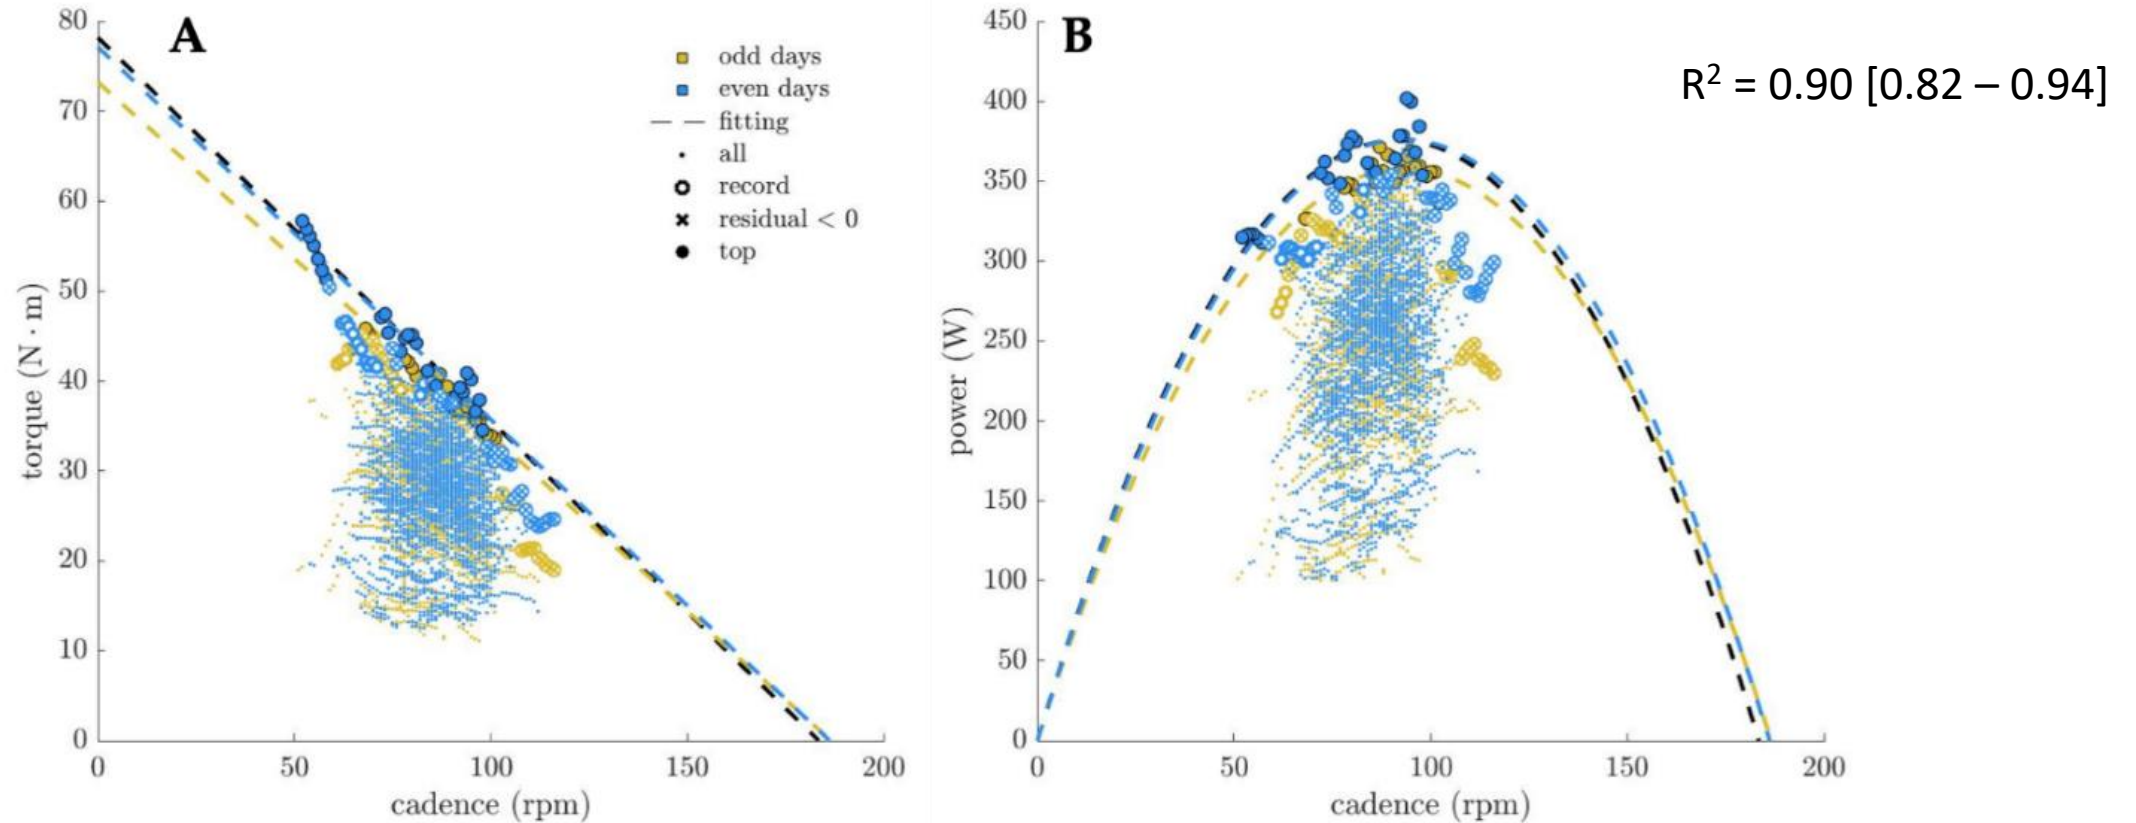 A
80
70
60
50
40
30
20
10
0
torque (N · m)
0 50 100 150 200
cadence (rpm)
odd days
even days
fitting
all
record
residual < 0
top
B
450
400
350
300
250
200
150
100
50
0
power (W)
0 50 100 150 200
cadence (rpm)
R² = 0.90 [0.82 – 0.94]